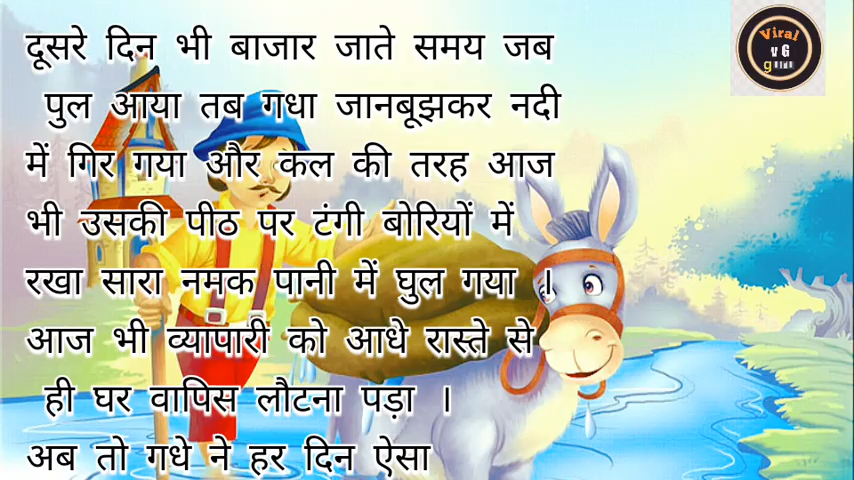 दूसरे दिन भी बाजार जाते समय जब
पुल आया तब गधा जानबूझकर नदी
में गिर गया और कल की तरह आज
भी उसकी पीठ पर टंगी बोरियों में
रखा सारा नमक पानी में घुल गया ।
आज भी व्यापारी को आधे रास्ते से
ही घर वापिस लौटना पड़ा ।
अब तो गधे ने हर दिन ऐसा
Viral
v G
guide